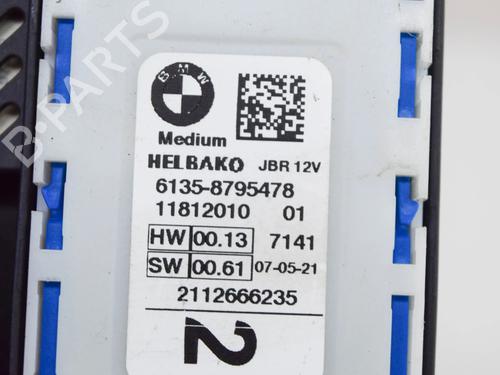 B-PARTS
BMW
Medium
HELBAKO JBR 12V
6135-8795478
11812010 01
HW 00.13 7141
SW 00.61 07-05-21
2112666235
2